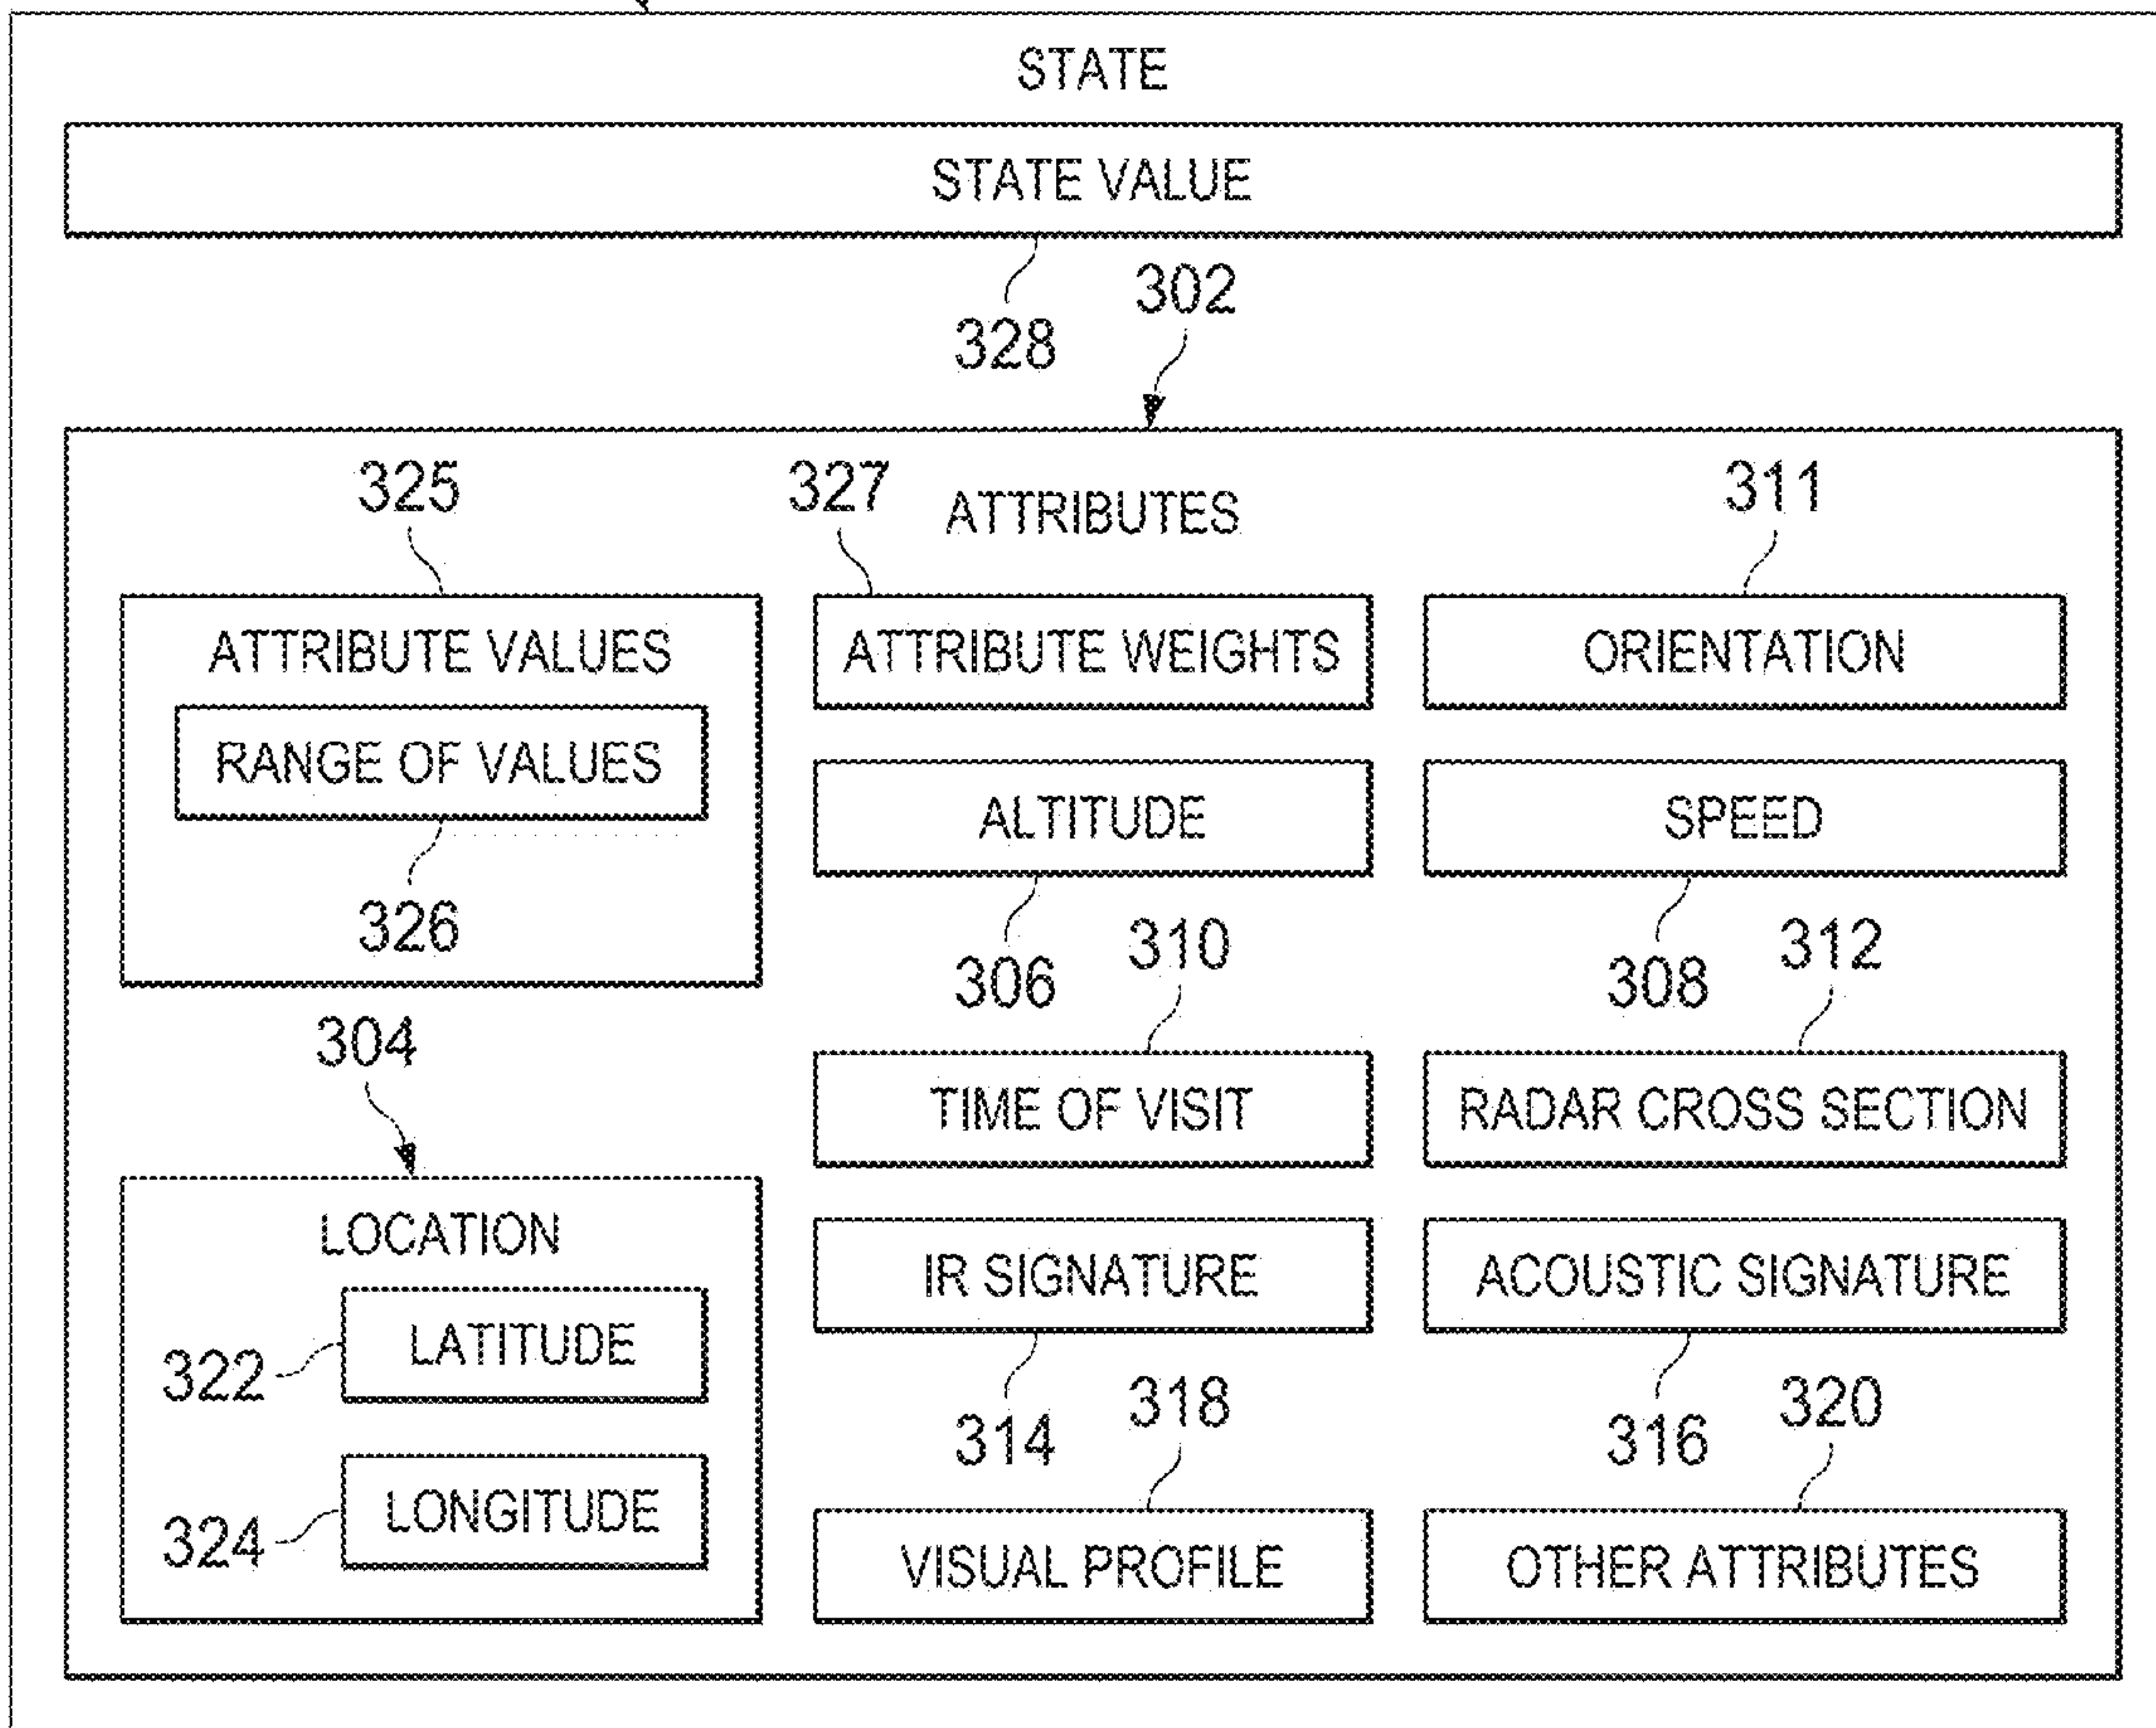 STATE
STATE VALUE
328
302
325
327
ATTRIBUTES
311
ATTRIBUTE VALUES
RANGE OF VALUES
326
ATTRIBUTE WEIGHTS
ORIENTATION
ALTITUDE
SPEED
306
310
308
312
304
TIME OF VISIT
RADAR CROSS SECTION
LOCATION
322
LATITUDE
324
LONGITUDE
IR SIGNATURE
ACOUSTIC SIGNATURE
314
318
316
320
VISUAL PROFILE
OTHER ATTRIBUTES